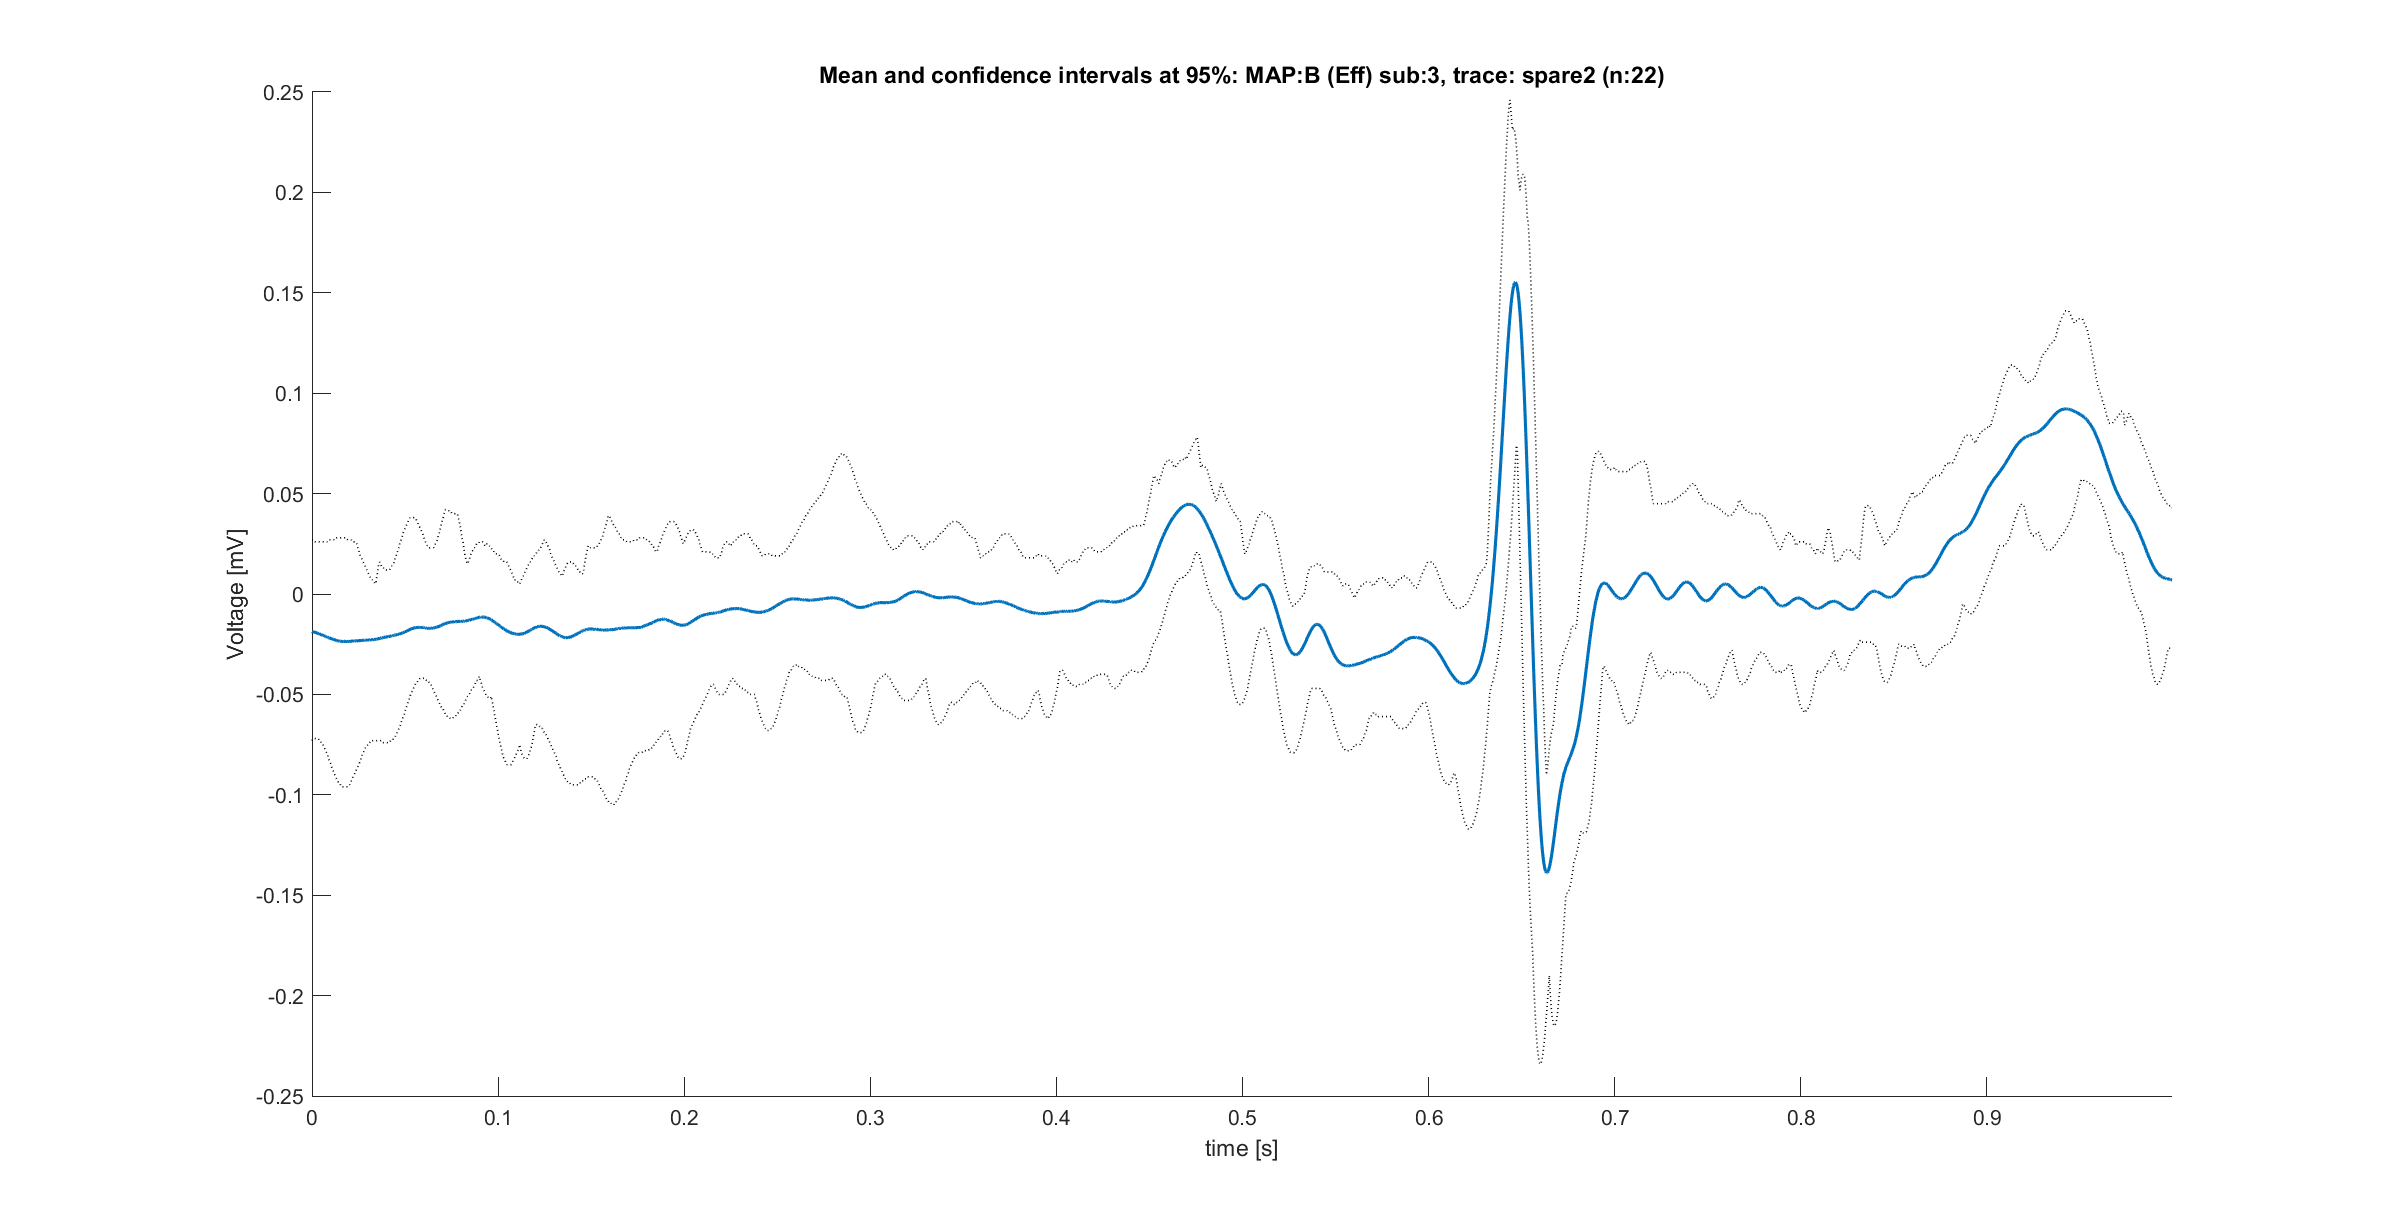 Mean and confidence intervals at 95%: MAP:B (Eff) sub:3, trace: spare2 (n:22)
0.25
0.2
0.15
0.1
0.05
0
-0.05
-0.1
-0.15
-0.2
-0.25
Voltage [mV]
0 0.1 0.2 0.3 0.4 0.5 0.6 0.7 0.8 0.9
time [s]